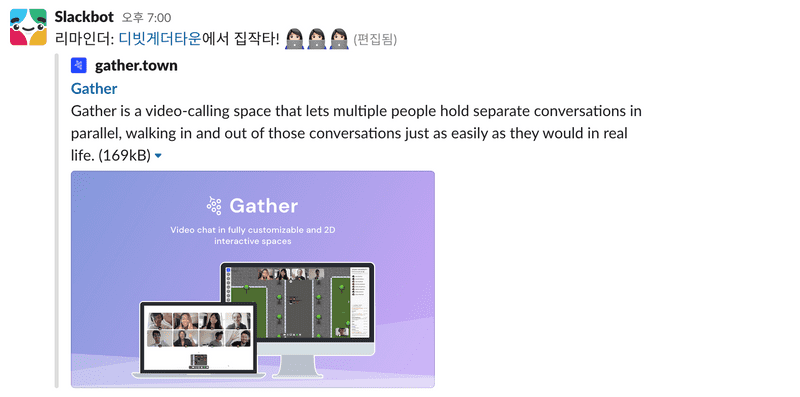 Slackbot 오후 7:00
리마인더: 디빗게더타운에서 집작타! 👩🏻‍💻👩🏻‍💻👩🏻‍💻 (편집됨)
gather.town
Gather
Gather is a video-calling space that lets multiple people hold separate conversations in
parallel, walking in and out of those conversations just as easily as they would in real
life. (169kB)
Gather
Video chat in fully customizable and 2D
interactive spaces